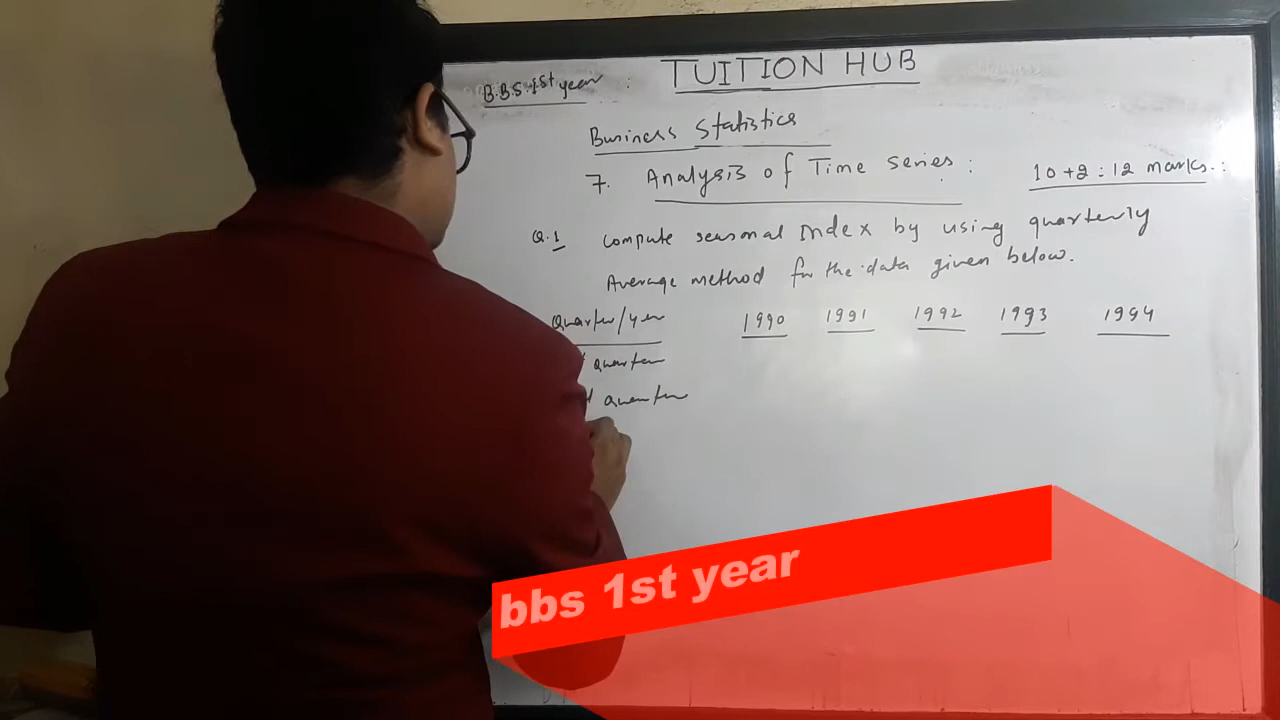 TUITION HUB
B.B.S. 1st year :
Business Statistics
7. Analysis of Time Series : 10+2 : 12 marks. :
Q.1 Compute seasonal Index by using quarterly
Average method for the data given below.
Quarter/year 1990 1991 1992 1993 1994
quarter
quarter
bbs 1st year